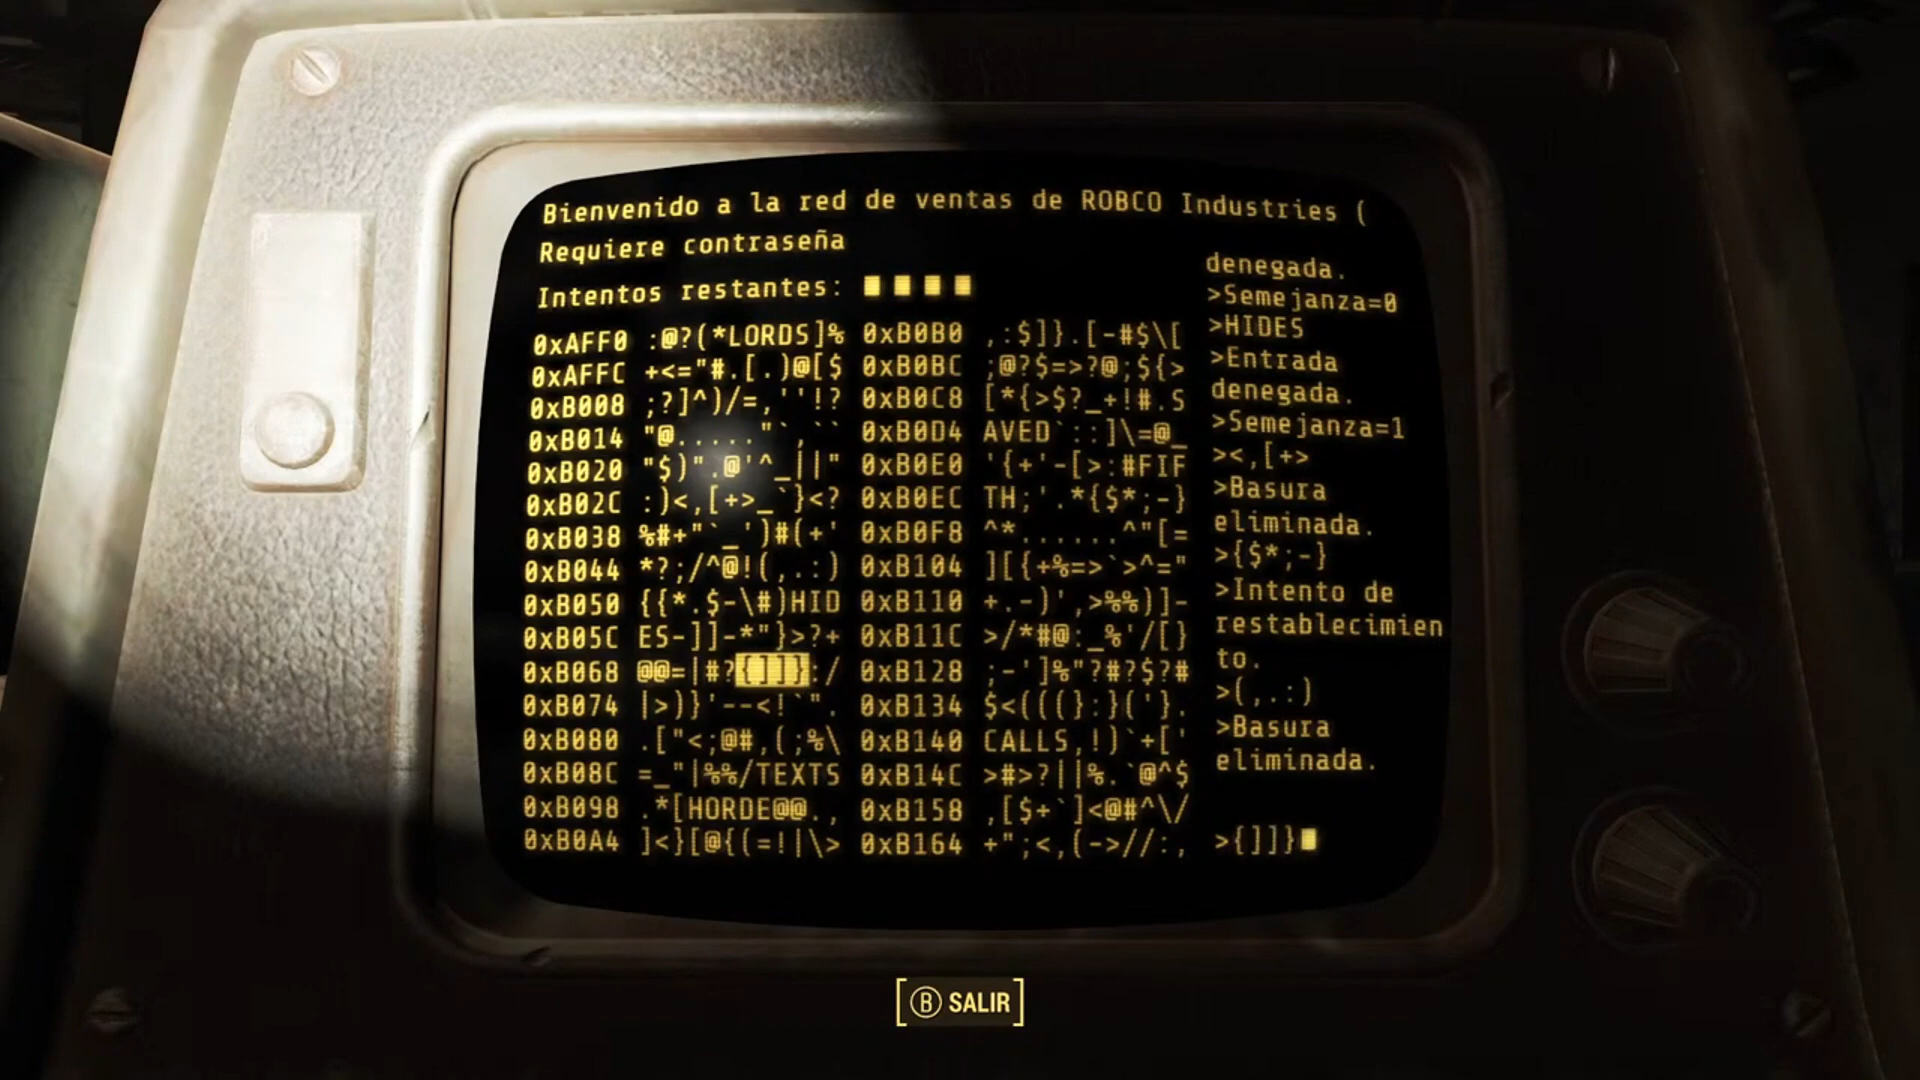 Bienvenido a la red de ventas de ROBCO Industries (
Requiere contraseña
Intentos restantes:
0xAFF0 :@?(*LORDS]%
0xAFFC +<="#.[.)@[$
0xB008 ;?]^)/=,''!?
0xB014 "@....."`,``
0xB020 "$)".@'^_||"
0xB02C :)<,[+>_`}<?
0xB038 %#+"`_')#(+'
0xB044 *?;/^@!(,.:)
0xB050 {{*.$-\#)HID
0xB05C ES-]]-*"}>?+
0xB068 @@=|#?{]]}:/
0xB074 |>)}'--<!`".
0xB080 .["<;@#,(;%\
0xB08C =_"|%%/TEXTS
0xB098 .*[HORDE@@.,
0xB0A4 ]<}[@{(=!|\>
0xB0B0 ,:$]}.[-#$\[
0xB0BC ;@?$=>?@;${>
0xB0C8 [*{>$?_+!#.S
0xB0D4 AVED`::]\=@_
0xB0E0 '{+'-[>:#FIF
0xB0EC TH;'.*{$*;-}
0xB0F8 ^*......^"[=
0xB104 ][{+%=>`>^="
0xB110 +.-)',>%%)]-
0xB11C >/*#@:_%'/[}
0xB128 ;-']%"?#?$?#
0xB134 $<(((}:}('}.
0xB140 CALLS,!)`+['
0xB14C >#>?||%.`@^$
0xB158 ,[$+`]<@#^\/
0xB164 +";<,(->//:,
denegada.
>Semejanza=0
>HIDES
>Entrada
denegada.
>Semejanza=1
><,[+>
>Basura
eliminada.
>{$*;-}
>Intento de
restablecimien
to.
>(,.:)
>Basura
eliminada.
>{]]}
[Ⓑ SALIR]